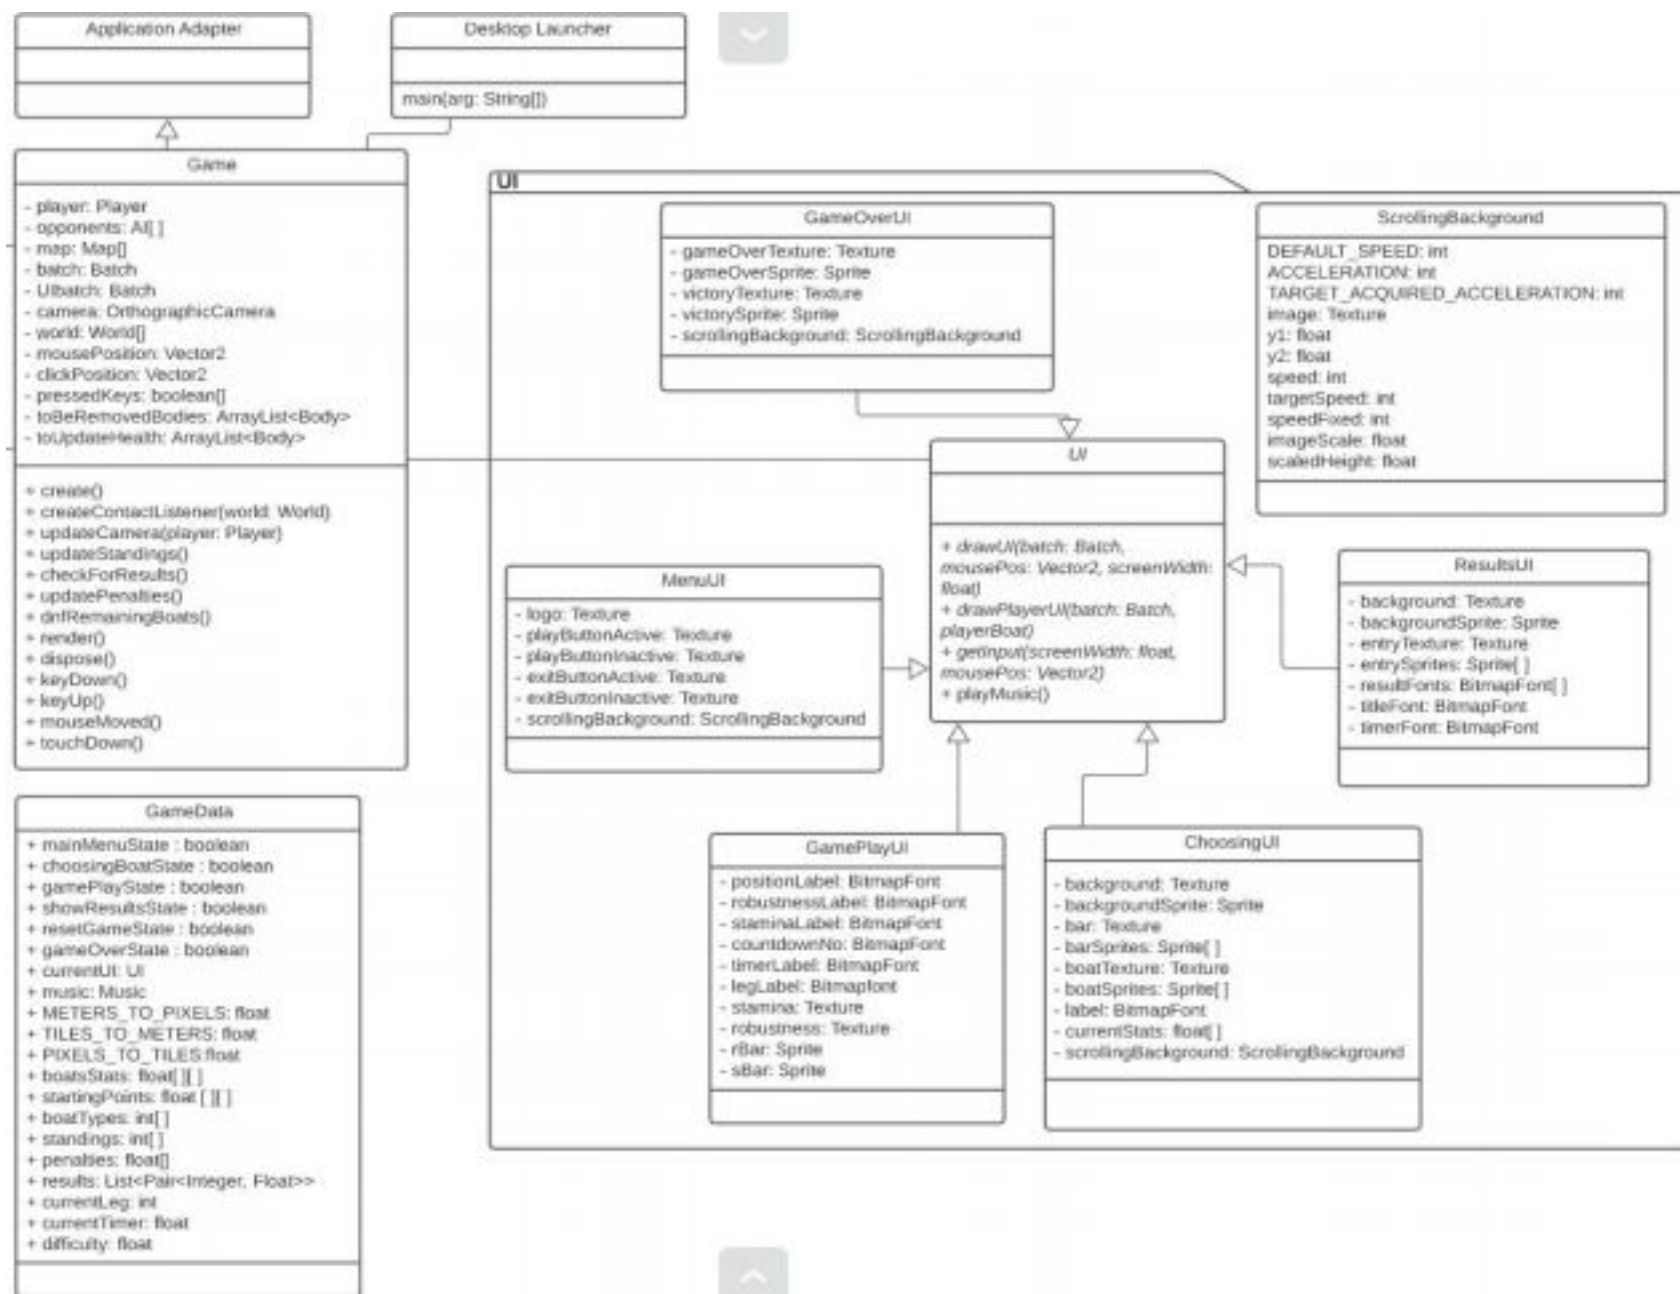 Application Adapter
Desktop Launcher
main(arg: String[])
Game
- player: Player
- opponents: AI[ ]
- map: Map[]
- batch: Batch
- UIbatch: Batch
- camera: OrthographicCamera
- world: World[]
- mousePosition: Vector2
- clickPosition: Vector2
- pressedKeys: boolean[]
- toBeRemovedBodies: ArrayList<Body>
- toUpdateHealth: ArrayList<Body>
+ create()
+ createContactListener(world: World)
+ updateCamera(player: Player)
+ updateStandings()
+ checkForResults()
+ updatePenalties()
+ dnfRemainingBoats()
+ render()
+ dispose()
+ keyDown()
+ keyUp()
+ mouseMoved()
+ touchDown()
GameData
+ mainMenuState : boolean
+ choosingBoatState : boolean
+ gamePlayState : boolean
+ showResultsState : boolean
+ resetGameState : boolean
+ gameOverState : boolean
+ currentUI: UI
+ music: Music
+ METERS_TO_PIXELS: float
+ TILES_TO_METERS: float
+ PIXELS_TO_TILES:float
+ boatsStats: float[ ][ ]
+ startingPoints: float [ ][ ]
+ boatTypes: int[ ]
+ standings: int[ ]
+ penalties: float[]
+ results: List<Pair<Integer, Float>>
+ currentLeg: int
+ currentTimer: float
+ difficulty: float
UI
GameOverUI
- gameOverTexture: Texture
- gameOverSprite: Sprite
- victoryTexture: Texture
- victorySprite: Sprite
- scrollingBackground: ScrollingBackground
ScrollingBackground
DEFAULT_SPEED: int
ACCELERATION: int
TARGET_ACQUIRED_ACCELERATION: int
image: Texture
y1: float
y2: float
speed: int
targetSpeed: int
speedFixed: int
imageScale: float
scaledHeight: float
UI
+ drawUI(batch: Batch,
mousePos: Vector2, screenWidth:
float)
+ drawPlayerUI(batch: Batch,
playerBoat)
+ getInput(screenWidth: float,
mousePos: Vector2)
+ playMusic()
MenuUI
- logo: Texture
- playButtonActive: Texture
- playButtonInactive: Texture
- exitButtonActive: Texture
- exitButtonInactive: Texture
- scrollingBackground: ScrollingBackground
ResultsUI
- background: Texture
- backgroundSprite: Sprite
- entryTexture: Texture
- entrySprites: Sprite[ ]
- resultFonts: BitmapFont[ ]
- titleFont: BitmapFont
- timerFont: BitmapFont
GamePlayUI
- positionLabel: BitmapFont
- robustnessLabel: BitmapFont
- staminaLabel: BitmapFont
- countdownNo: BitmapFont
- timerLabel: BitmapFont
- legLabel: Bitmapfont
- stamina: Texture
- robustness: Texture
- rBar: Sprite
- sBar: Sprite
ChoosingUI
- background: Texture
- backgroundSprite: Sprite
- bar: Texture
- barSprites: Sprite[ ]
- boatTexture: Texture
- boatSprites: Sprite[ ]
- label: BitmapFont
- currentStats: float[ ]
- scrollingBackground: ScrollingBackground